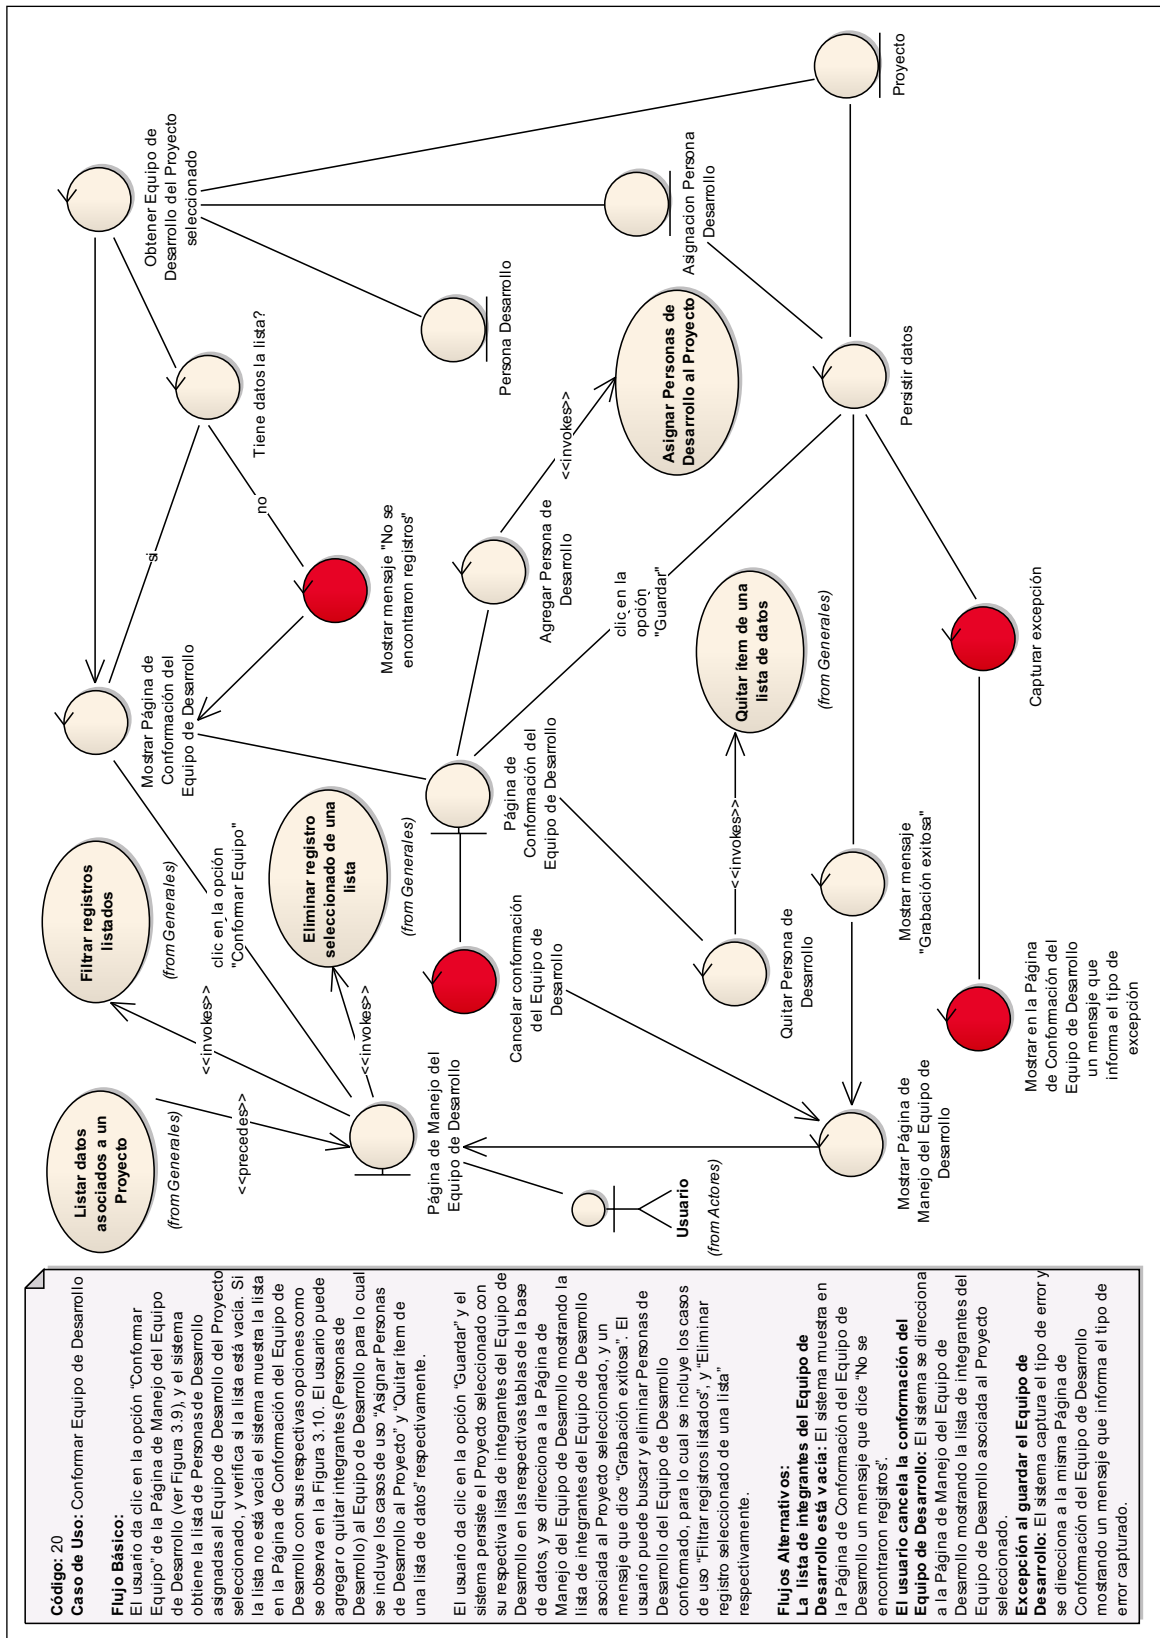 Código: 20
Caso de Uso: Conformar Equipo de Desarrollo
Flujo Básico:
El usuario da clic en la opción “Conformar
Equipo” de la Página de Manejo del Equipo
de Desarrollo (ver Figura 3.9), y el sistema
obtiene la lista de Personas de Desarrollo
asignadas al Equipo de Desarrollo del Proyecto
seleccionado, y verifica si la lista está vacía. Si
la lista no está vacía el sistema muestra la lista
en la Página de Conformación del Equipo de
Desarrollo con sus respectivas opciones como
se observa en la Figura 3.10. El usuario puede
agregar o quitar integrantes (Personas de
Desarrollo) al Equipo de Desarrollo para lo cual
se incluye los casos de uso “Asignar Personas
de Desarrollo al Proyecto” y “Quitar ítem de
una lista de datos” respectivamente.
El usuario da clic en la opción “Guardar” y el
sistema persiste el Proyecto seleccionado con
su respectiva lista de integrantes del Equipo de
Desarrollo en las respectivas tablas de la base
de datos, y se direcciona a la Página de
Manejo del Equipo de Desarrollo mostrando la
lista de integrantes del Equipo de Desarrollo
asociada al Proyecto seleccionado, y un
mensaje que dice “Grabación exitosa”. El
usuario puede buscar y eliminar Personas de
Desarrollo del Equipo de Desarrollo
conformado, para lo cual se incluye los casos
de uso “Filtrar registros listados”, y “Eliminar
registro seleccionado de una lista”
respectivamente.
Flujos Alternativos:
La lista de integrantes del Equipo de
Desarrollo está vacía: El sistema muestra en
la Página de Conformación del Equipo de
Desarrollo un mensaje que dice “No se
encontraron registros”.
El usuario cancela la conformación del
Equipo de Desarrollo: El sistema se direcciona
a la Página de Manejo del Equipo de
Desarrollo mostrando la lista de integrantes del
Equipo de Desarrollo asociada al Proyecto
seleccionado.
Excepción al guardar el Equipo de
Desarrollo: El sistema captura el tipo de error y
se direcciona a la misma Página de
Conformación del Equipo de Desarrollo
mostrando un mensaje que informa el tipo de
error capturado.
Listar datos
asociados a un
Proyecto
(from Generales)
<<precedes>>
Filtrar registros
listados
(from Generales)
<<invokes>>
clic en la opción
"Conformar Equipo"
Eliminar registro
seleccionado de una
lista
(from Generales)
<<invokes>>
Página de Manejo del
Equipo de Desarrollo
Usuario
(from Actores)
Mostrar Página de
Conformación del
Equipo de Desarrollo
si
no
Tiene datos la lista?
Obtener Equipo de
Desarrollo del Proyecto
seleccionado
Mostrar mensaje "No se
encontraron registros"
Cancelar conformación
del Equipo de
Desarrollo
Página de
Conformación del
Equipo de Desarrollo
Agregar Persona de
Desarrollo
<<invokes>>
Asignar Personas de
Desarrollo al Proyecto
Persona Desarrollo
Asignacion Persona
Desarrollo
Proyecto
clic en la
opción
"Guardar"
Quitar Persona de
Desarrollo
<<invokes>>
Quitar ítem de una
lista de datos
(from Generales)
Persistir datos
Mostrar Página de
Manejo del Equipo de
Desarrollo
Mostrar mensaje
"Grabación exitosa"
Capturar excepción
Mostrar en la Página
de Conformación del
Equipo de Desarrollo
un mensaje que
informa el tipo de
excepción